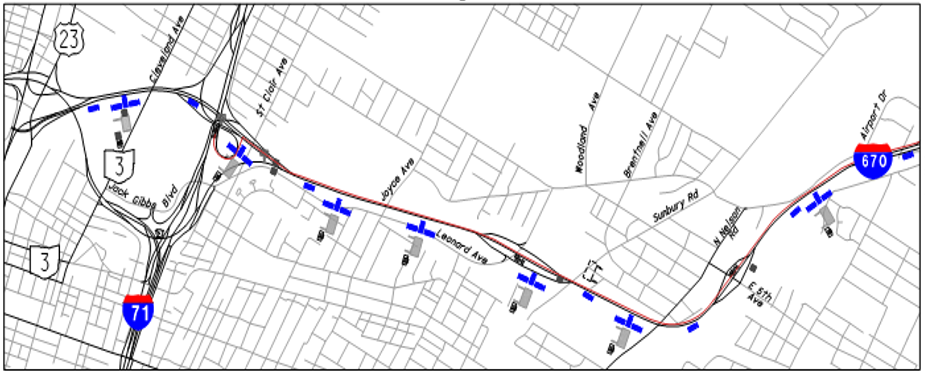 23
Cleveland Ave
St Clair Ave
3
Jack Gibbs Blvd
3
71
Joyce Ave
Leonard Ave
Woodland Ave
Brentnell Ave
Sunbury Rd
N Nelson
Rd
E 5th
Ave
Airport Dr
670